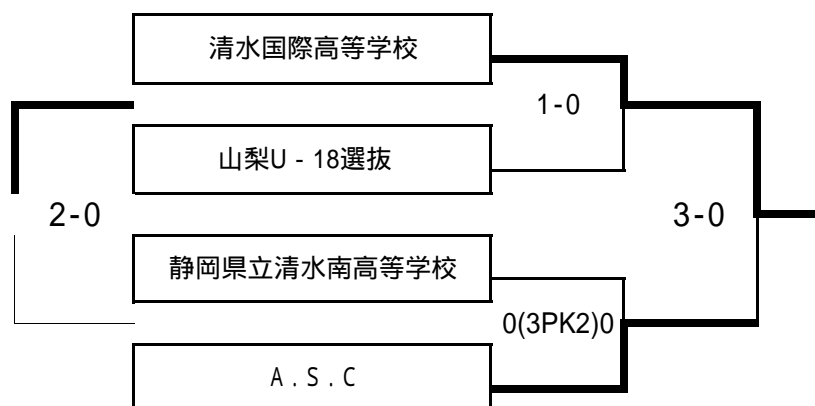 清水国際高等学校
1-0
山梨U - 18選抜
2-0
3-0
静岡県立清水南高等学校
0(3PK2)0
A．S．C